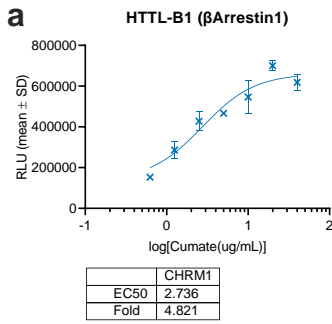 a
HTTL-B1 (βArrestin1)
RLU (mean ± SD)
800000
600000
400000
200000
0
-1
0
1
2
log[Cumate(ug/mL)]
CHRM1
EC50 2.736
Fold 4.821